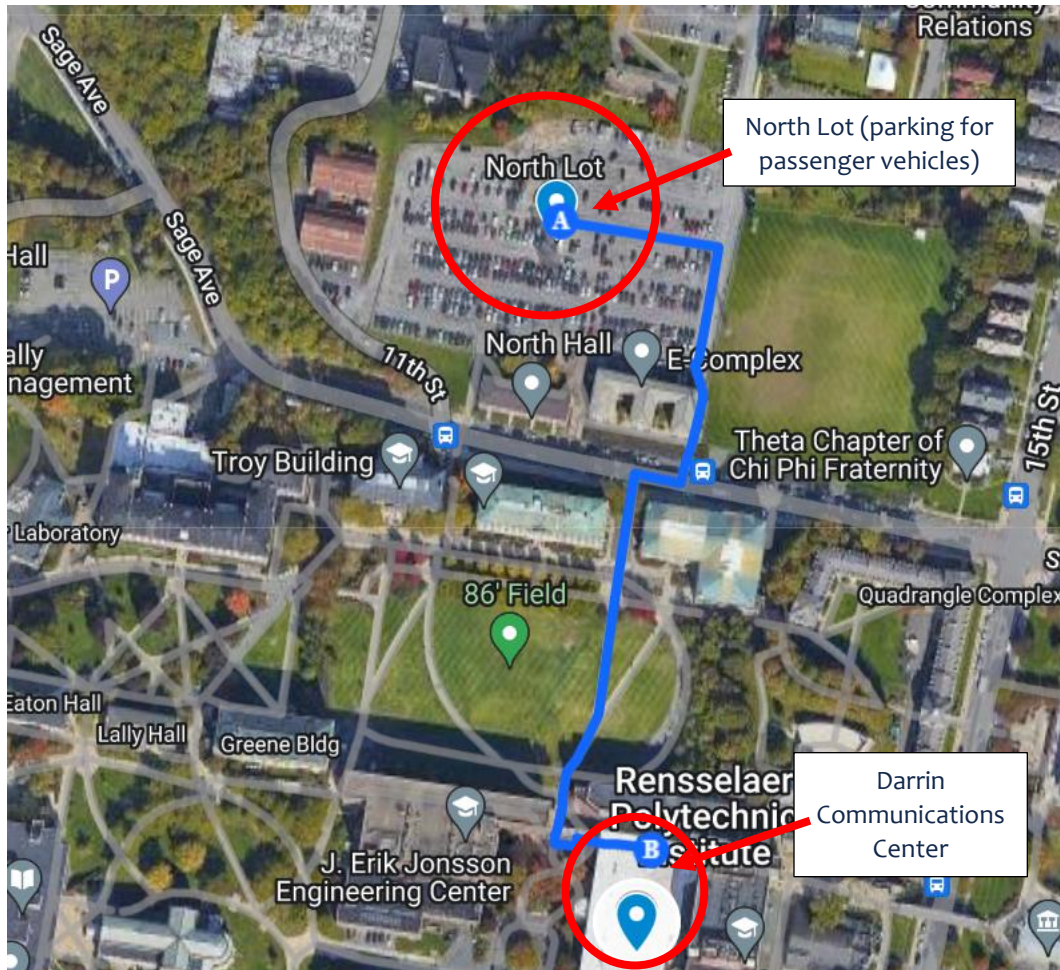 Community
Relations
Sage Ave
North Lot (parking for
passenger vehicles)
North Lot
A
Sage Ave
Hall
P
ally
nagement
11th St
North Hall
E-Complex
15th St
Theta Chapter of
Chi Phi Fraternity
Troy Building
Laboratory
86' Field
Quadrangle Complex
Eaton Hall
Lally Hall
Greene Bldg
Rensselaer
Polytechnic
Institute
Darrin
Communications
Center
B
J. Erik Jonsson
Engineering Center